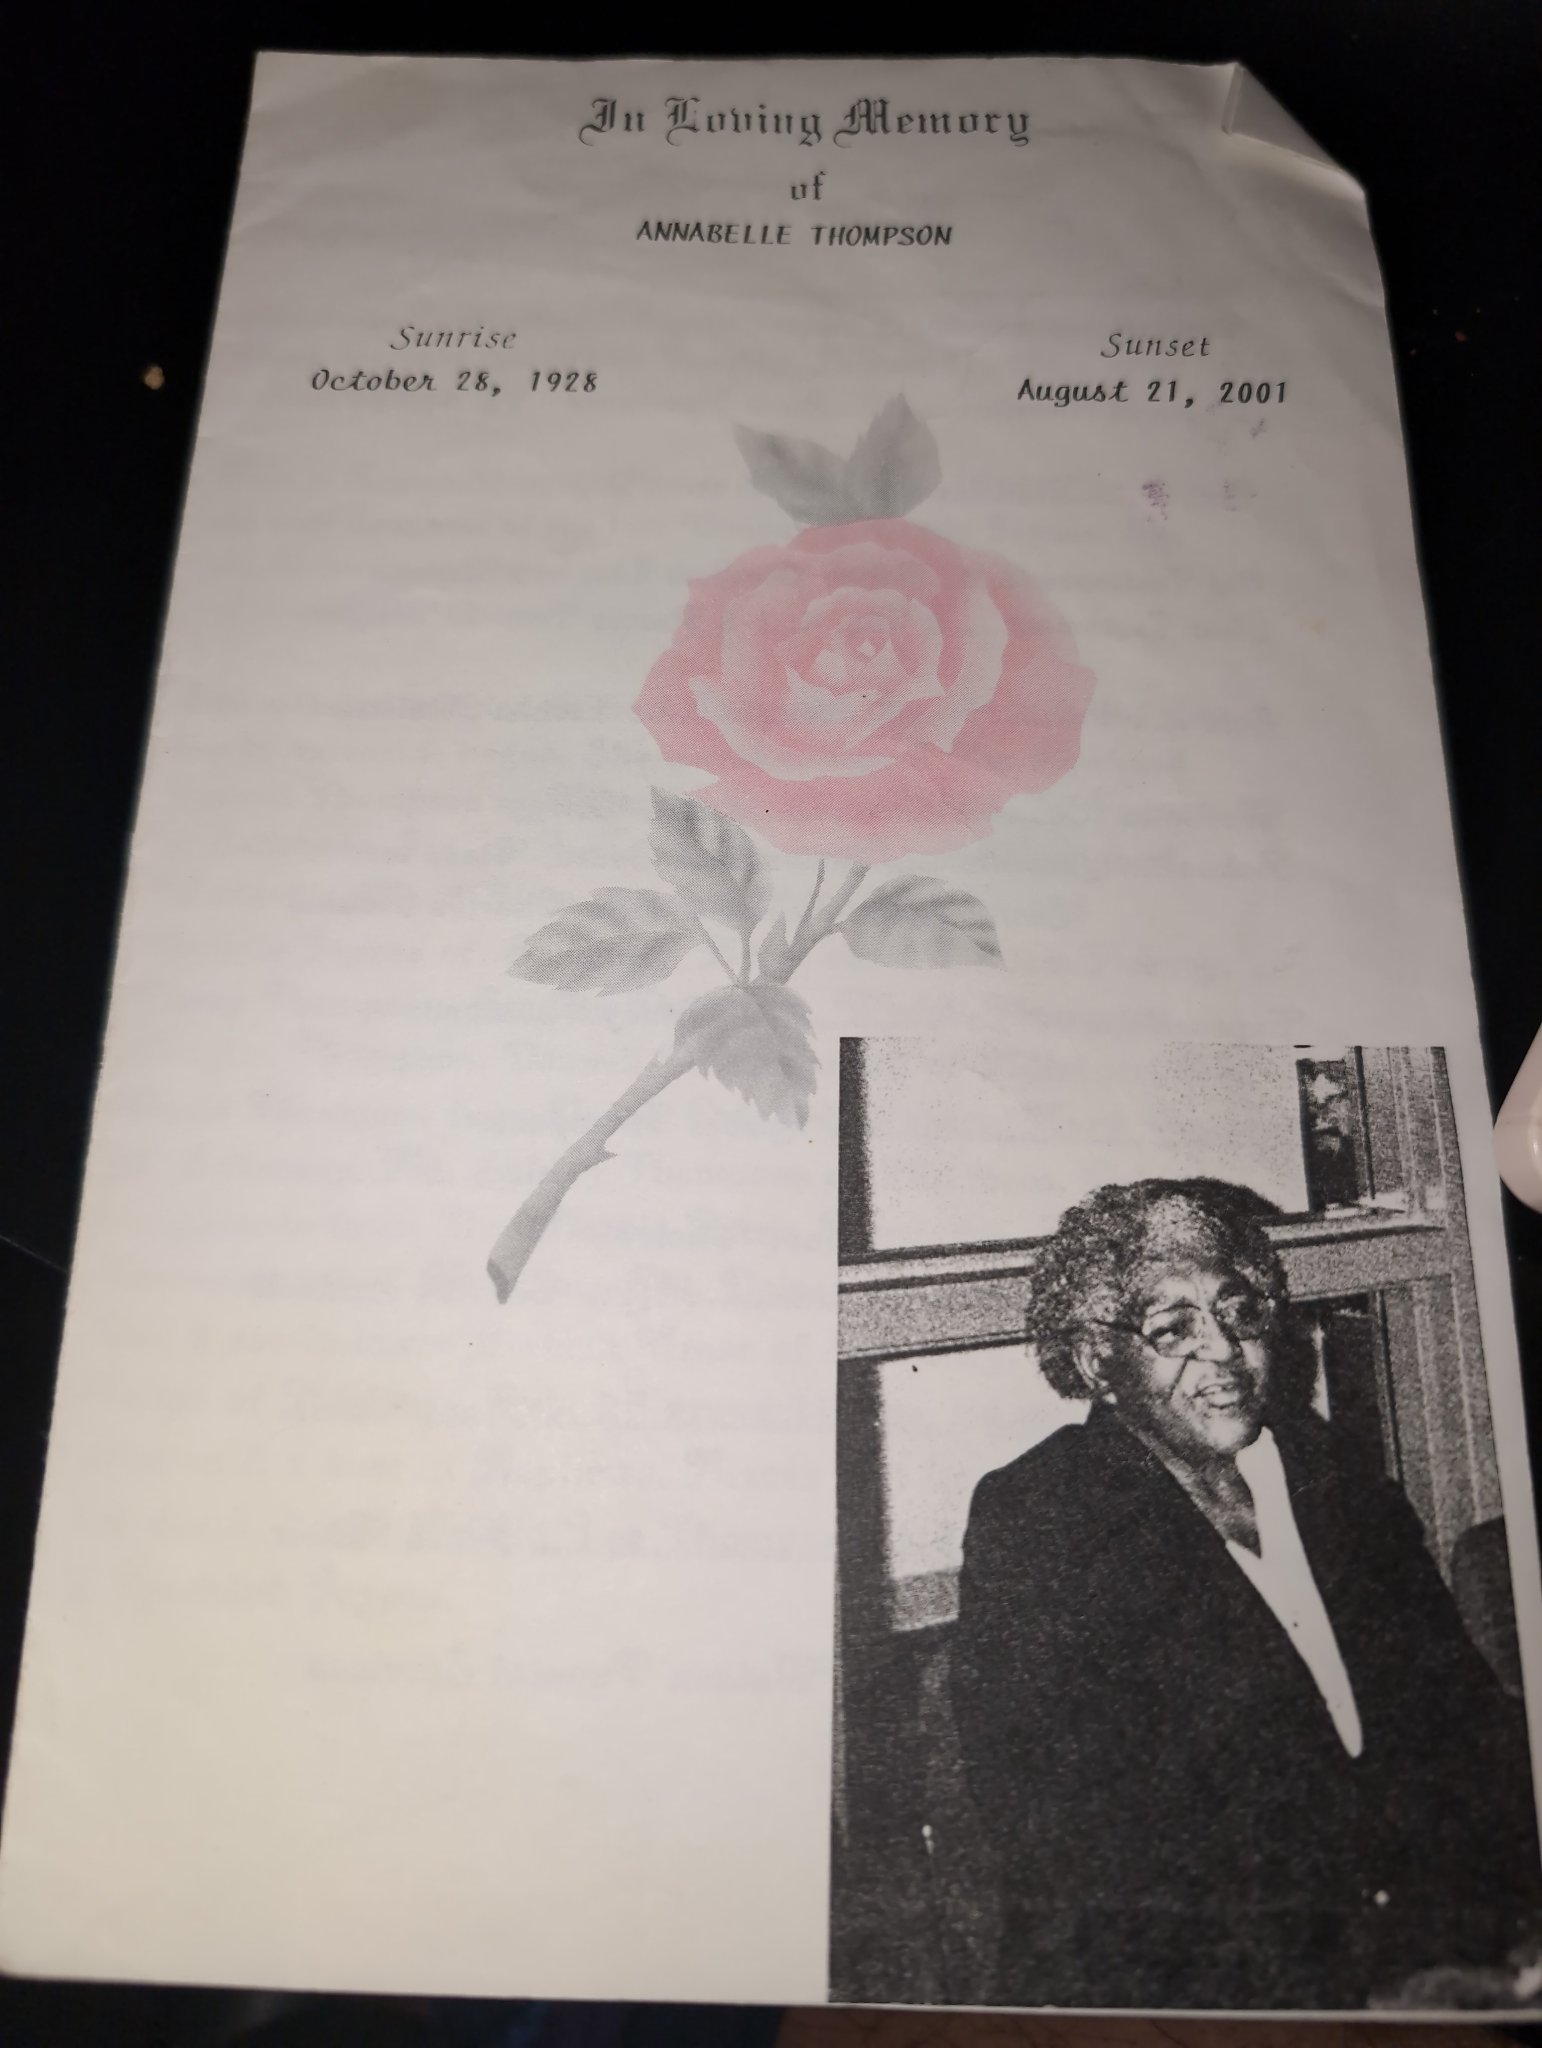 In Loving Memory
of
ANNABELLE THOMPSON
Sunrise
October 28, 1928
Sunset
August 21, 2001